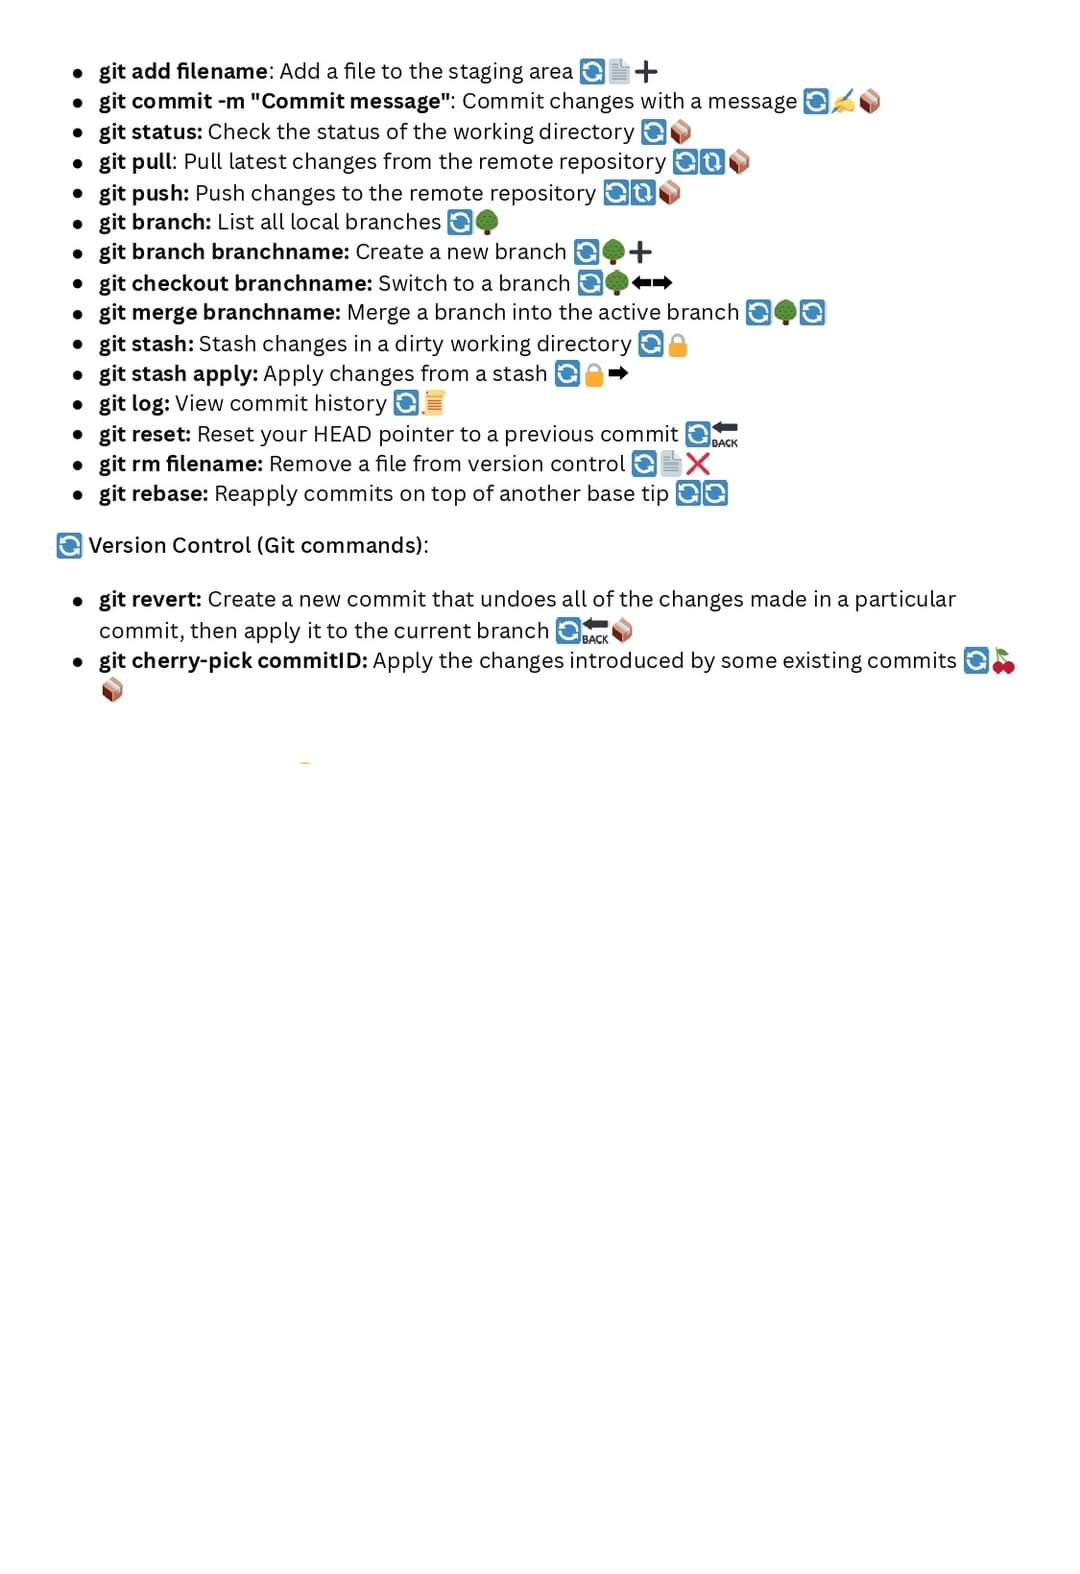 ● git add filename: Add a file to the staging area 🔄📄➕
● git commit -m "Commit message": Commit changes with a message 🔄✍️📦
● git status: Check the status of the working directory 🔄📦
● git pull: Pull latest changes from the remote repository 🔄🔃📦
● git push: Push changes to the remote repository 🔄🔃📦
● git branch: List all local branches 🔄🌳
● git branch branchname: Create a new branch 🔄🌳➕
● git checkout branchname: Switch to a branch 🔄🌳⬅➡
● git merge branchname: Merge a branch into the active branch 🔄🌳🔄
● git stash: Stash changes in a dirty working directory 🔄🔒
● git stash apply: Apply changes from a stash 🔄🔒➡
● git log: View commit history 🔄📜
● git reset: Reset your HEAD pointer to a previous commit 🔄🔙
● git rm filename: Remove a file from version control 🔄📄❌
● git rebase: Reapply commits on top of another base tip 🔄🔄
🔄 Version Control (Git commands):
● git revert: Create a new commit that undoes all of the changes made in a particular
commit, then apply it to the current branch 🔄🔙📦
● git cherry-pick commitID: Apply the changes introduced by some existing commits 🔄🍒
📦